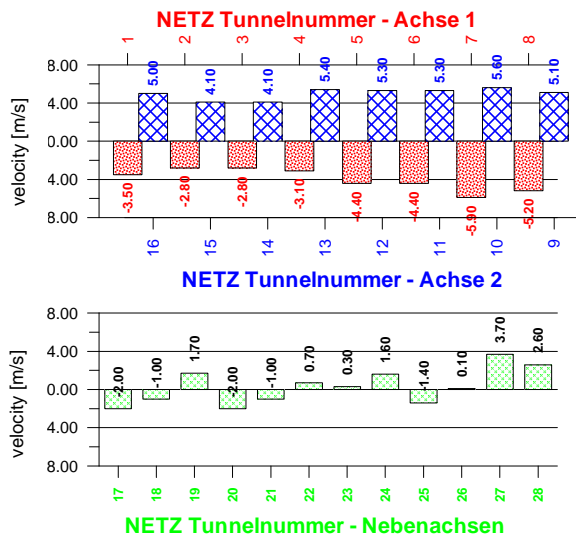 NETZ Tunnelnummer - Achse 1
1 2 3 4 5 6 7 8
velocity [m/s]
8.00
4.00
0.00
4.00
8.00
5.00 4.10 4.10 5.40 5.30 5.30 5.60 5.10
-3.50 -2.80 -2.80 -3.10 -4.40 -4.40 -5.90 -5.20
16 15 14 13 12 11 10 9
NETZ Tunnelnummer - Achse 2
velocity [m/s]
8.00
4.00
0.00
4.00
8.00
-2.00 -1.00 1.70 -2.00 -1.00 0.70 0.30 1.60 -1.40 0.10 3.70 2.60
17 18 19 20 21 22 23 24 25 26 27 28
NETZ Tunnelnummer - Nebenachsen